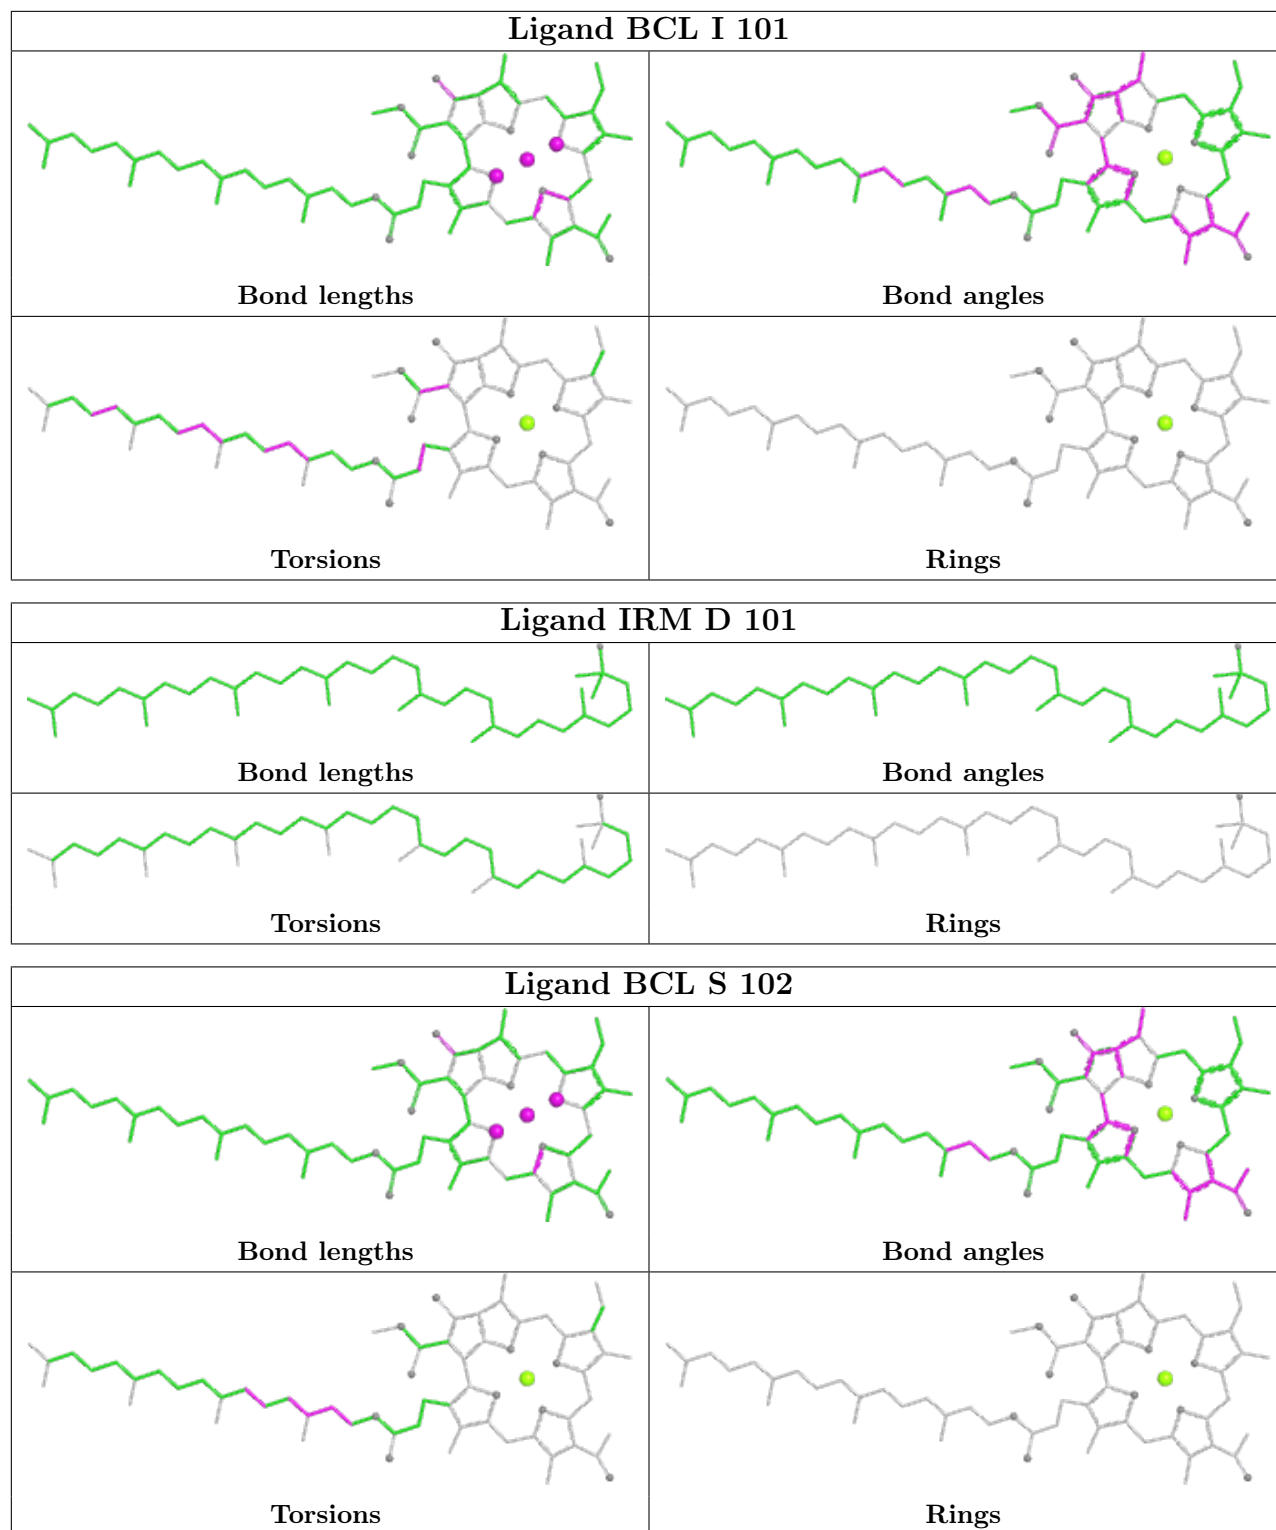 Ligand BCL I 101
Bond lengths
Bond angles
Torsions
Rings
Ligand IRM D 101
Bond lengths
Bond angles
Torsions
Rings
Ligand BCL S 102
Bond lengths
Bond angles
Torsions
Rings